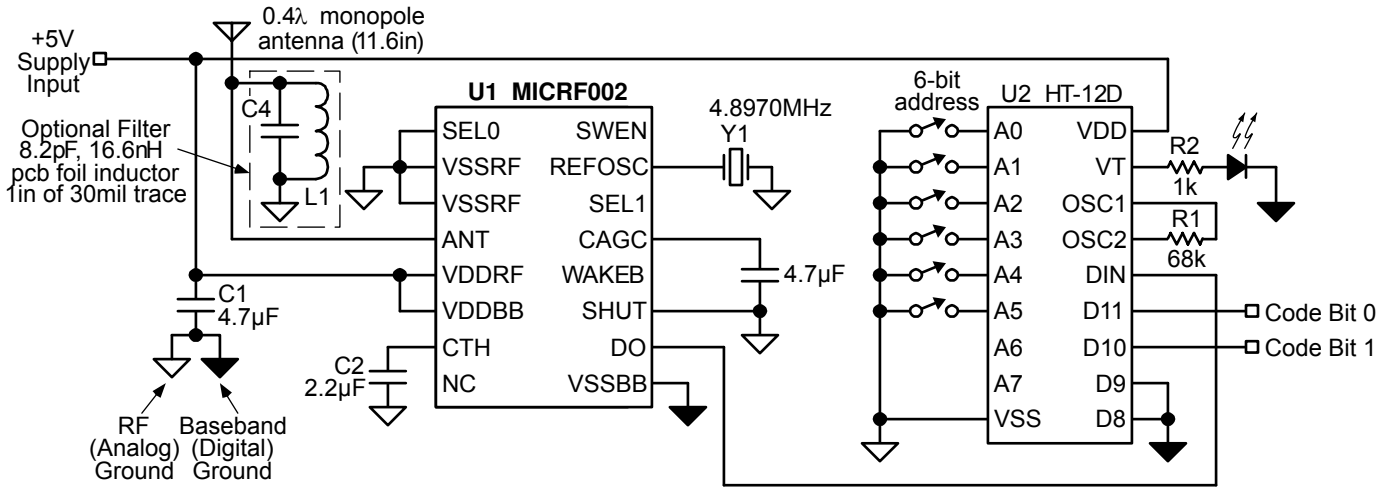 +5V
Supply
Input
0.4λ monopole
antenna (11.6in)
C4
L1
Optional Filter
8.2pF, 16.6nH
pcb foil inductor
1in of 30mil trace
C1
4.7µF
RF
(Analog)
Ground
Baseband
(Digital)
Ground
C2
2.2µF
U1 MICRF002
SEL0
VSSRF
VSSRF
ANT
VDDRF
VDDBB
CTH
NC
SWEN
REFOSC
SEL1
CAGC
WAKEB
SHUT
DO
VSSBB
4.8970MHz
Y1
4.7µF
6-bit
address
U2 HT-12D
A0
A1
A2
A3
A4
A5
A6
A7
VSS
VDD
VT
OSC1
OSC2
DIN
D11
D10
D9
D8
R2
1k
R1
68k
Code Bit 0
Code Bit 1